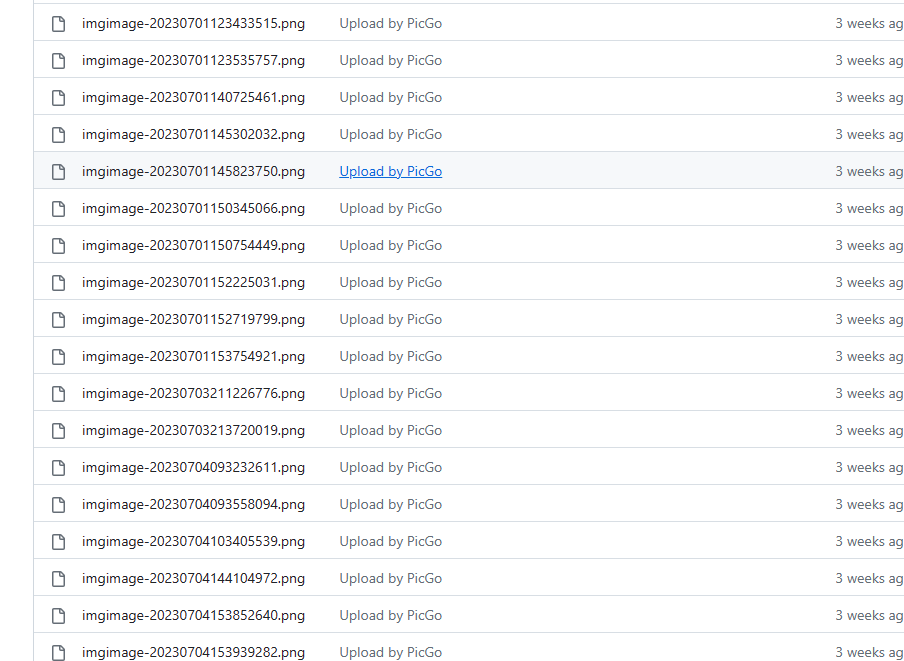 imgimage-20230701123433515.png Upload by PicGo 3 weeks ag
imgimage-20230701123535757.png Upload by PicGo 3 weeks ag
imgimage-20230701140725461.png Upload by PicGo 3 weeks ag
imgimage-20230701145302032.png Upload by PicGo 3 weeks ag
imgimage-20230701145823750.png Upload by PicGo 3 weeks ag
imgimage-20230701150345066.png Upload by PicGo 3 weeks ag
imgimage-20230701150754449.png Upload by PicGo 3 weeks ag
imgimage-20230701152225031.png Upload by PicGo 3 weeks ag
imgimage-20230701152719799.png Upload by PicGo 3 weeks ag
imgimage-20230701153754921.png Upload by PicGo 3 weeks ag
imgimage-20230703211226776.png Upload by PicGo 3 weeks ag
imgimage-20230703213720019.png Upload by PicGo 3 weeks ag
imgimage-20230704093232611.png Upload by PicGo 3 weeks ag
imgimage-20230704093558094.png Upload by PicGo 3 weeks ag
imgimage-20230704103405539.png Upload by PicGo 3 weeks ag
imgimage-20230704144104972.png Upload by PicGo 3 weeks ag
imgimage-20230704153852640.png Upload by PicGo 3 weeks ag
imgimage-20230704153939282.png Upload by PicGo 3 weeks ag